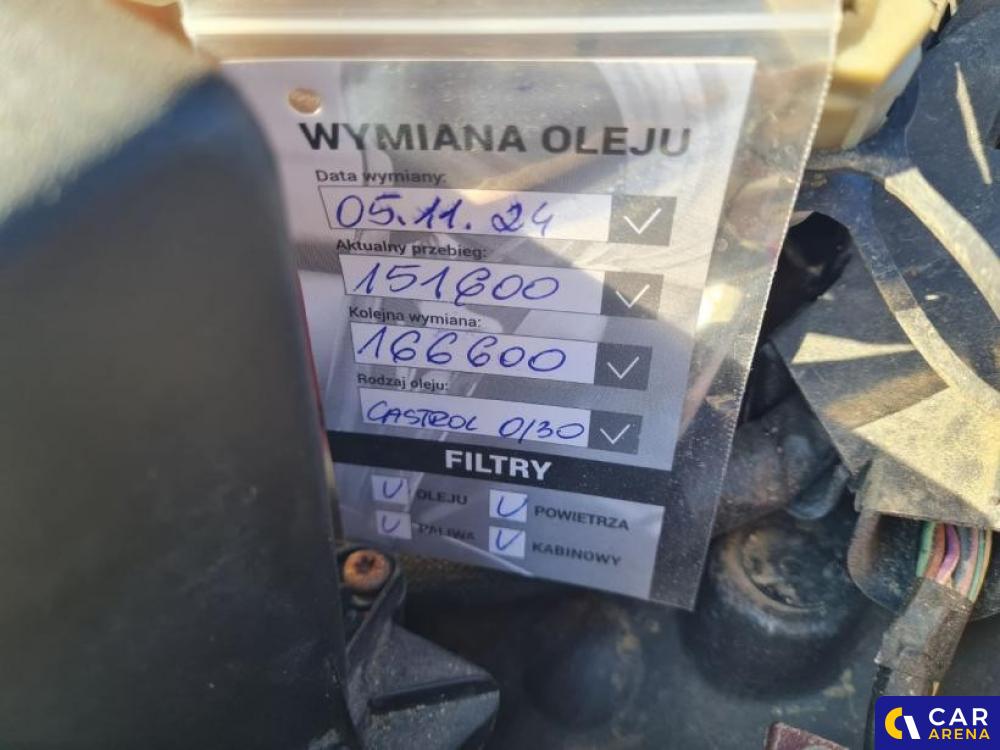 WYMIANA OLEJU
Data wymiany:
05.11.24
Aktualny przebieg:
151600
Kolejna wymiana:
166600
Rodzaj oleju:
CASTROL 0/30
FILTRY
OLEJU POWIETRZA
PALIWA KABINOWY
CAR
ARENA